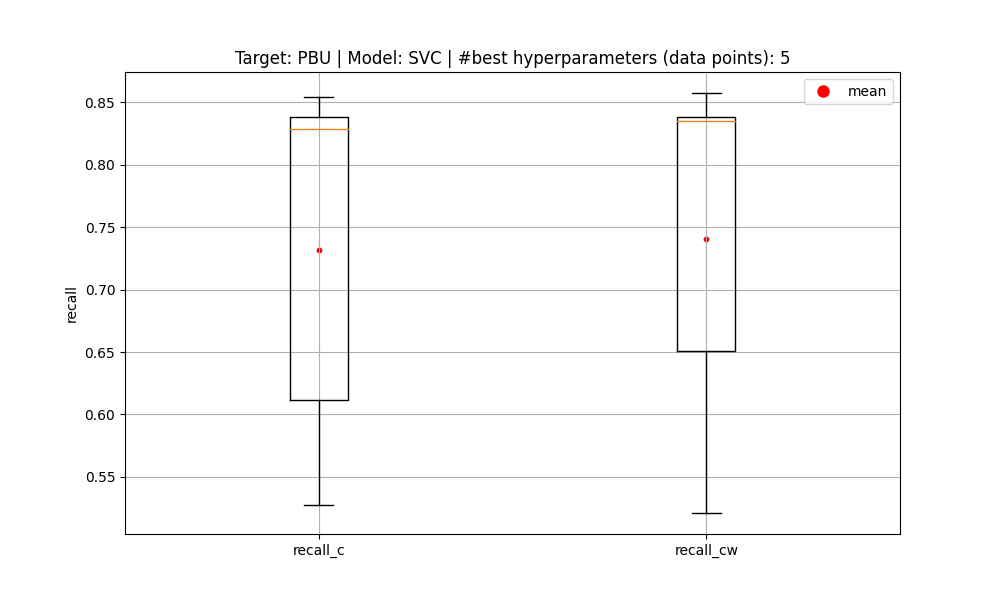 Target: PBU | Model: SVC | #best hyperparameters (data points): 5
mean
0.85
0.80
0.75
0.70
0.65
0.60
0.55
recall
recall_c
recall_cw